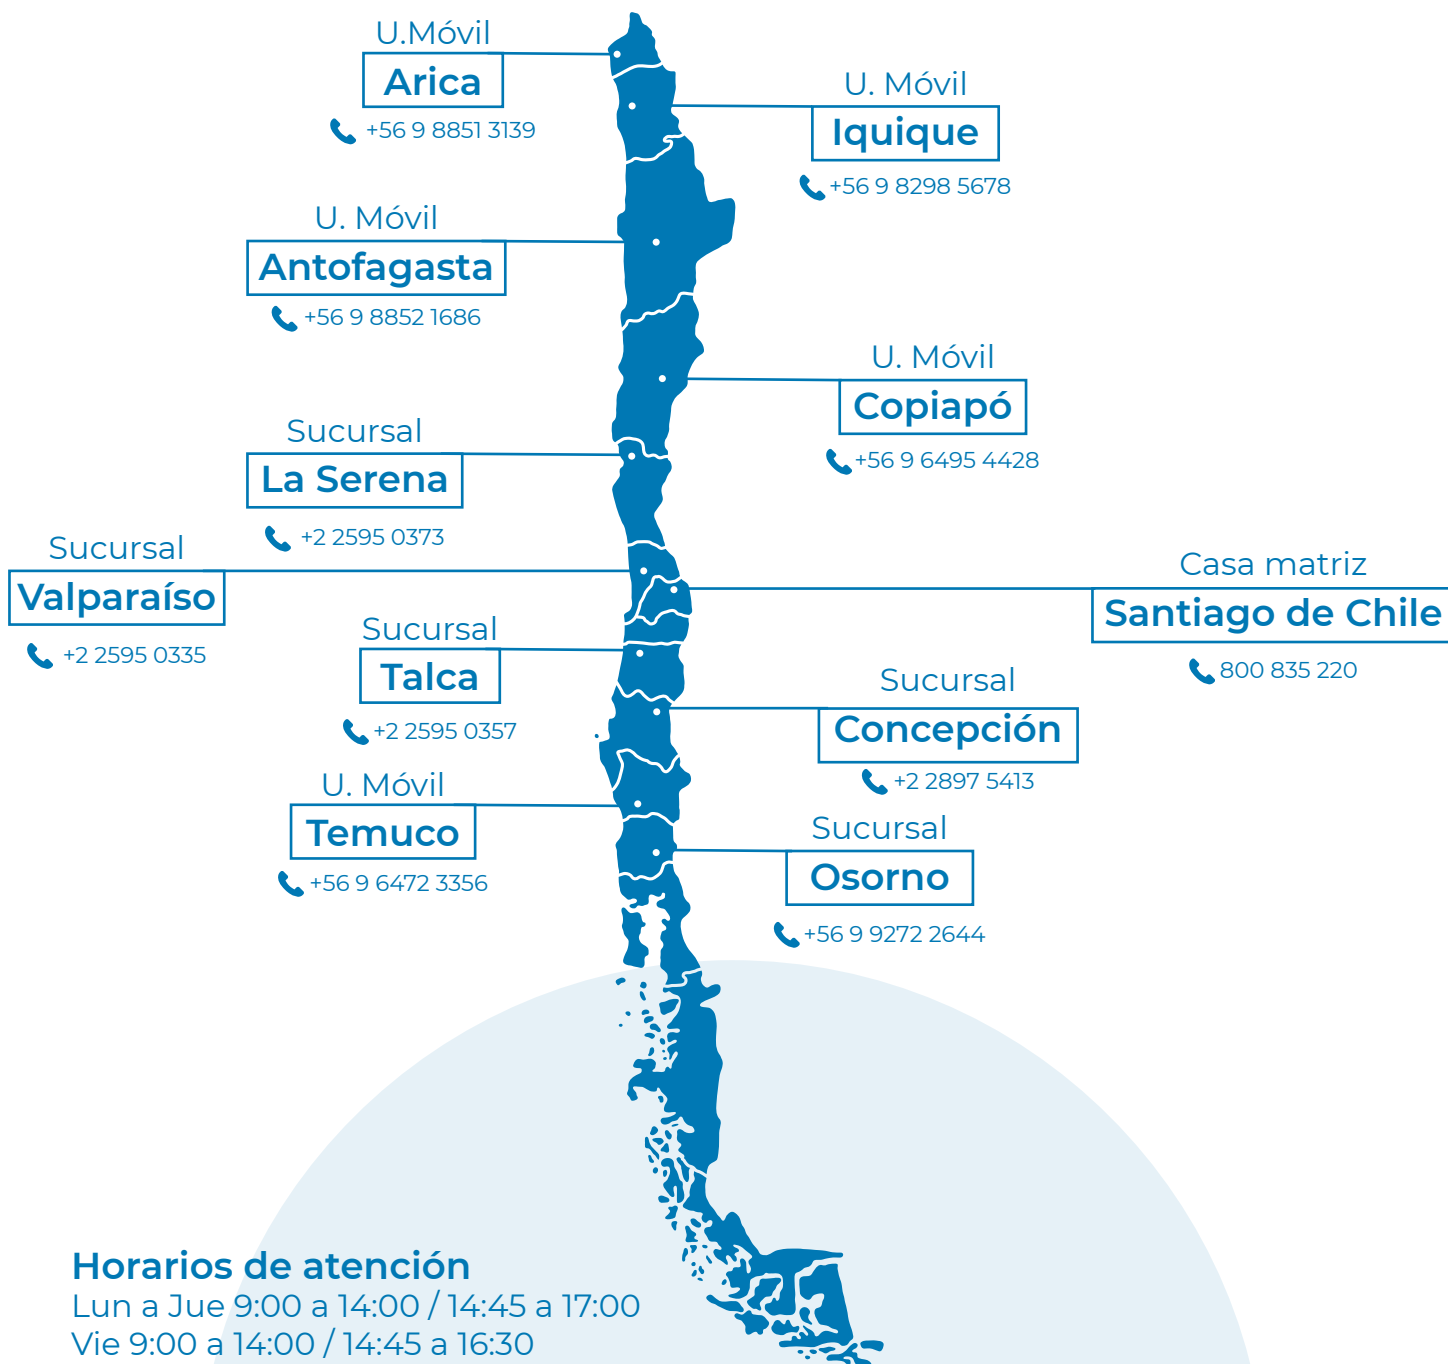 U.Móvil
Arica
+56 9 8851 3139
U. Móvil
Iquique
+56 9 8298 5678
U. Móvil
Antofagasta
+56 9 8852 1686
U. Móvil
Copiapó
+56 9 6495 4428
Sucursal
La Serena
+2 2595 0373
Sucursal
Valparaíso
+2 2595 0335
Casa matriz
Santiago de Chile
800 835 220
Sucursal
Talca
+2 2595 0357
Sucursal
Concepción
+2 2897 5413
U. Móvil
Temuco
+56 9 6472 3356
Sucursal
Osorno
+56 9 9272 2644
Horarios de atención
Lun a Jue 9:00 a 14:00 / 14:45 a 17:00
Vie 9:00 a 14:00 / 14:45 a 16:30